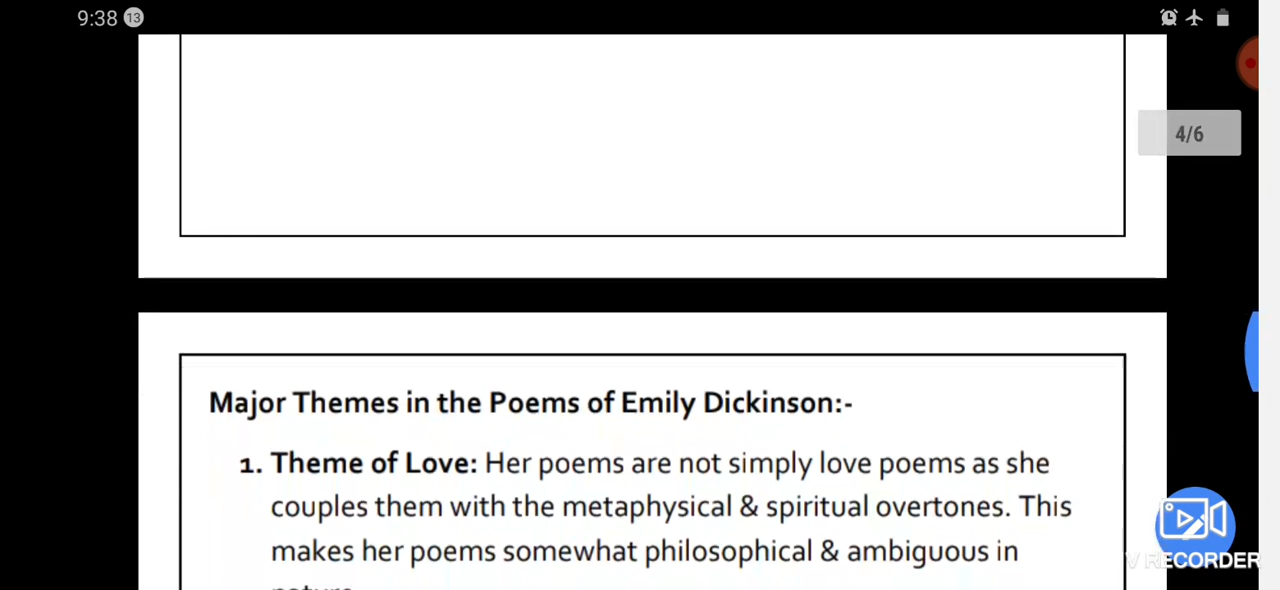 9:38 13
4/6
Major Themes in the Poems of Emily Dickinson:-
1. Theme of Love: Her poems are not simply love poems as she
couples them with the metaphysical & spiritual overtones. This
makes her poems somewhat philosophical & ambiguous in
V RECORDER